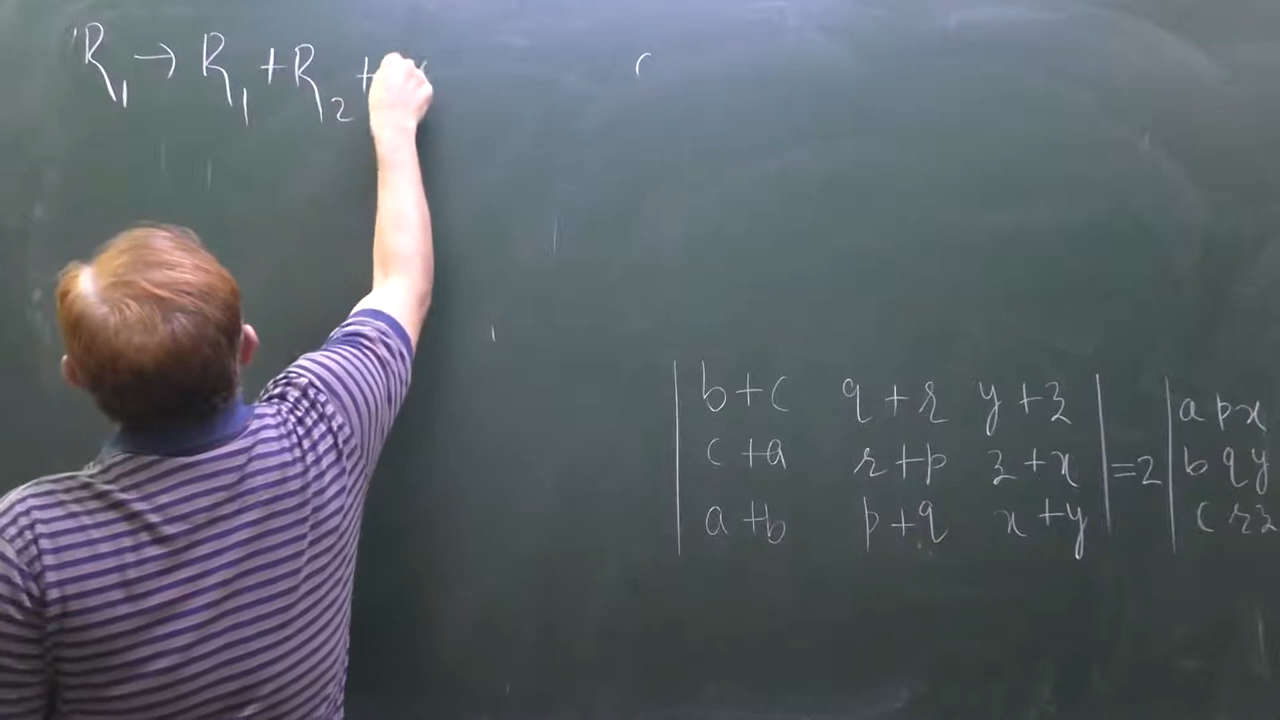 R₁ → R₁ + R₂ +
| b+c q+r y+z | = 2 | a p x
| c+a r+p z+x | | b q y
| a+b p+q x+y | | c r z